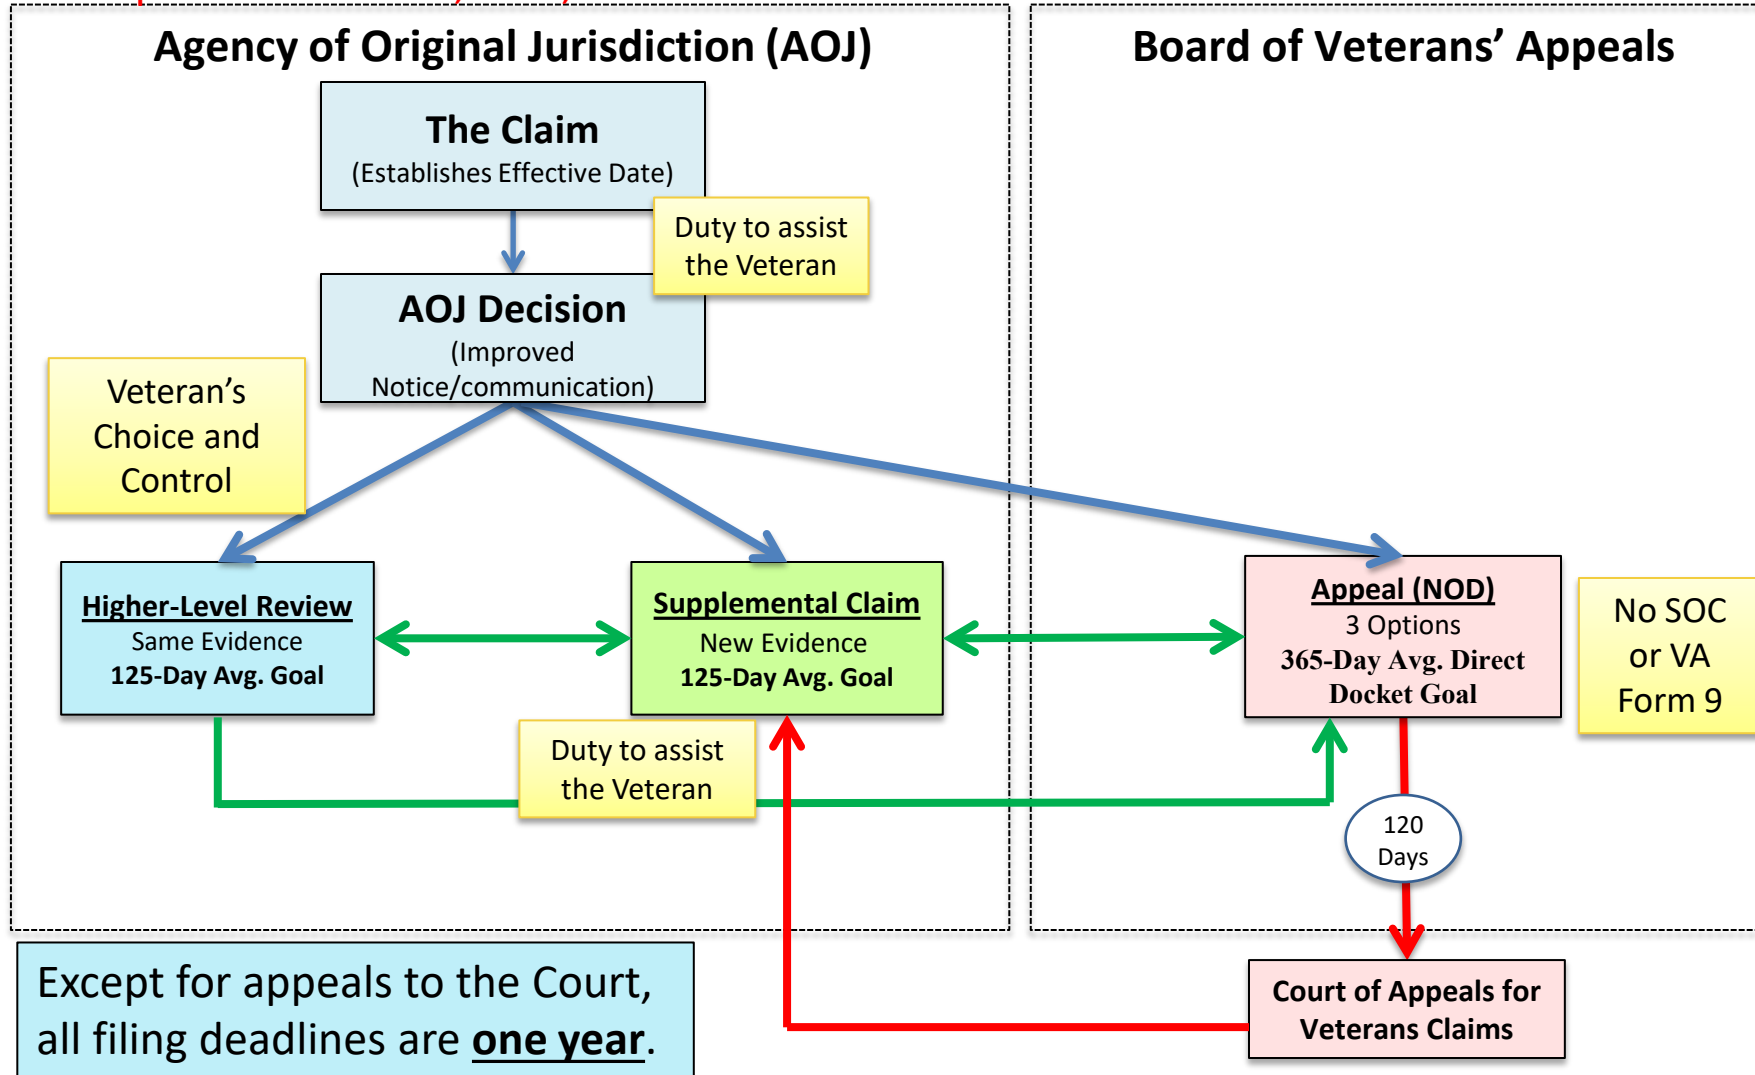 Agency of Original Jurisdiction (AOJ)
Board of Veterans’ Appeals
The Claim
(Establishes Effective Date)
Duty to assist
the Veteran
AOJ Decision
(Improved
Notice/communication)
Veteran’s
Choice and
Control
Higher-Level Review
Same Evidence
125-Day Avg. Goal
Supplemental Claim
New Evidence
125-Day Avg. Goal
Appeal (NOD)
3 Options
365-Day Avg. Direct
Docket Goal
No SOC
or VA
Form 9
Duty to assist
the Veteran
120
Days
Except for appeals to the Court,
all filing deadlines are one year.
Court of Appeals for
Veterans Claims